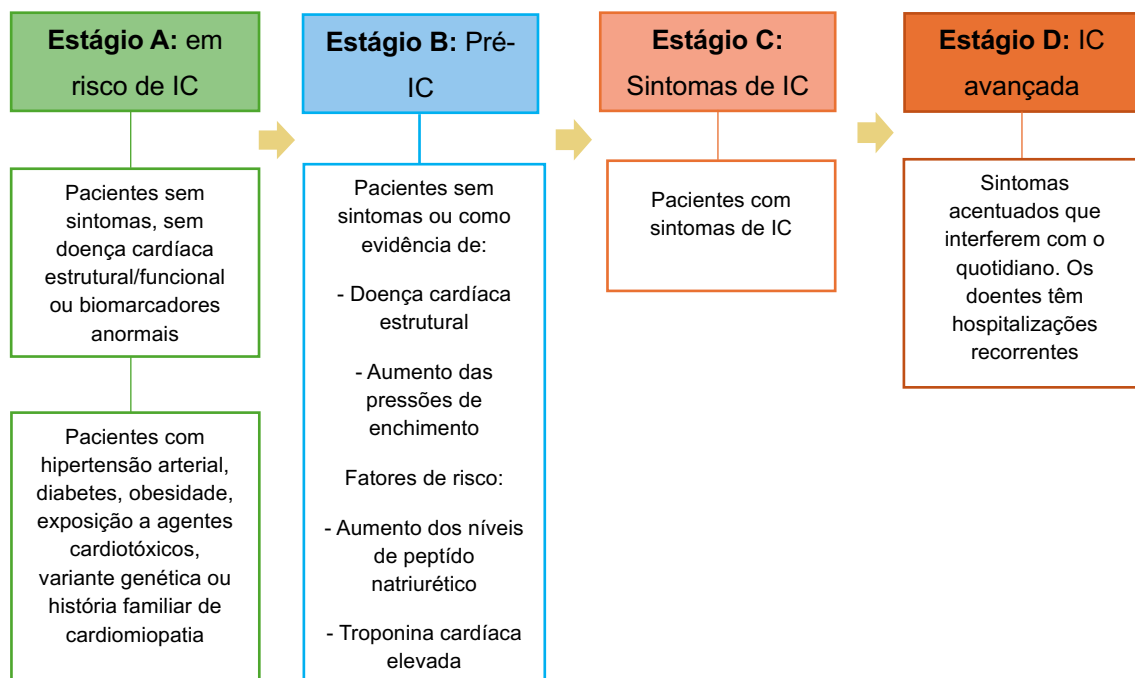 Estágio A: em
risco de IC
Pacientes sem
sintomas, sem
doença cardíaca
estrutural/funcional
ou biomarcadores
anormais
Pacientes com
hipertensão arterial,
diabetes, obesidade,
exposição a agentes
cardiotóxicos,
variante genética ou
história familiar de
cardiomiopatia
Estágio B: Pré-
IC
Pacientes sem
sintomas ou como
evidência de:
- Doença cardíaca
estrutural
- Aumento das
pressões de
enchimento
Fatores de risco:
- Aumento dos níveis
de peptído
natriurético
- Troponina cardíaca
elevada
Estágio C:
Sintomas de IC
Pacientes com
sintomas de IC
Estágio D: IC
avançada
Sintomas
acentuados que
interferem com o
quotidiano. Os
doentes têm
hospitalizações
recorrentes